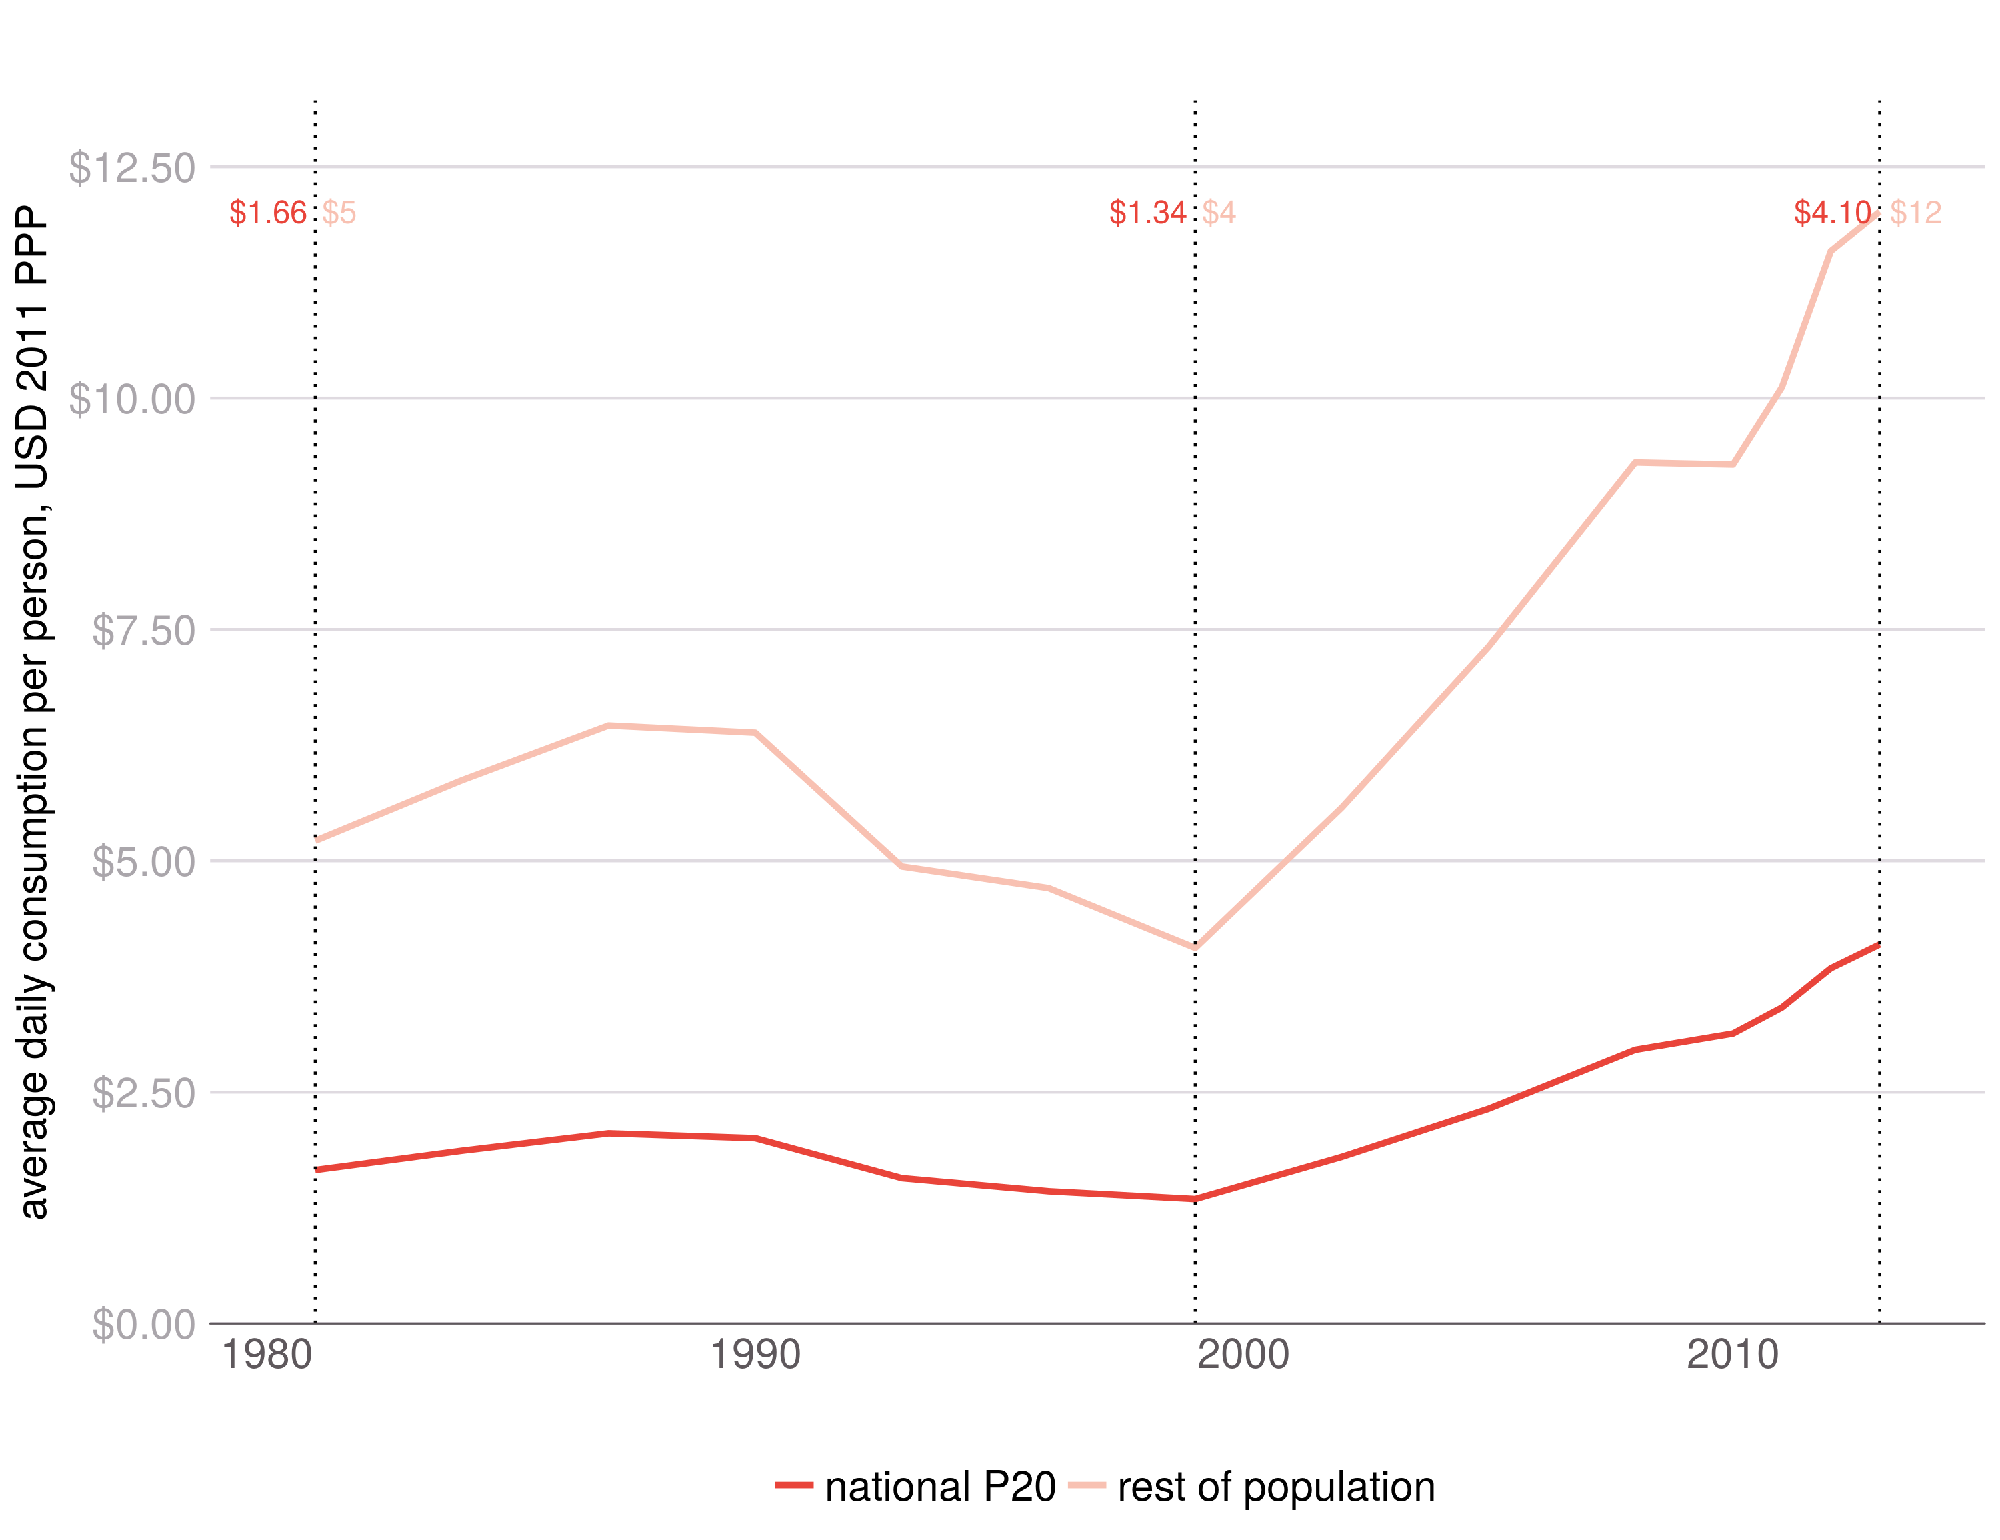 average daily consumption per person, USD 2011 PPP
$12.50
$1.66 $5 $1.34 $4 $4.10 $12
$10.00
$7.50
$5.00
$2.50
$0.00
1980 1990 2000 2010
national P20 rest of population